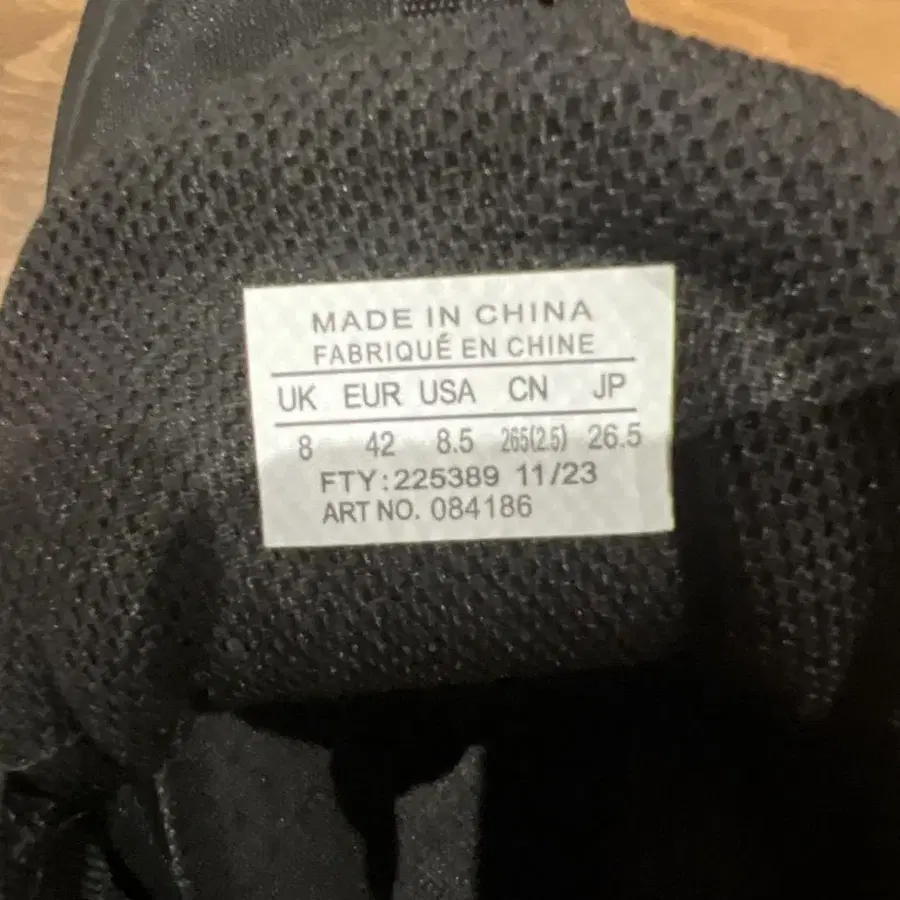 MADE IN CHINA
FABRIQUÉ EN CHINE
UK EUR USA CN JP
8 42 8.5 265(2.5) 26.5
FTY:225389 11/23
ART NO. 084186